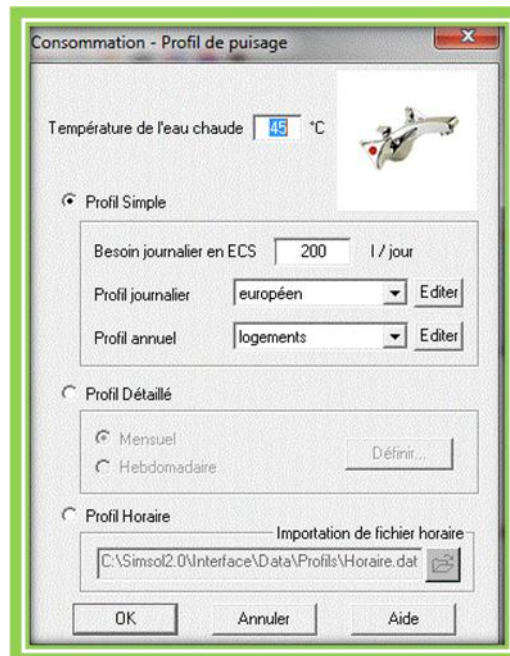 Consommation - Profil de puisage
Température de l'eau chaude 45 °C
Profil Simple
Besoin journalier en ECS 200 l / jour
Profil journalier européen Editer
Profil annuel logements Editer
Profil Détaillé
Mensuel
Hebdomadaire
Définir...
Profil Horaire
Importation de fichier horaire
C:\Simsol2.0\Interface\Data\Profils\Horaire.dat
OK Annuler Aide